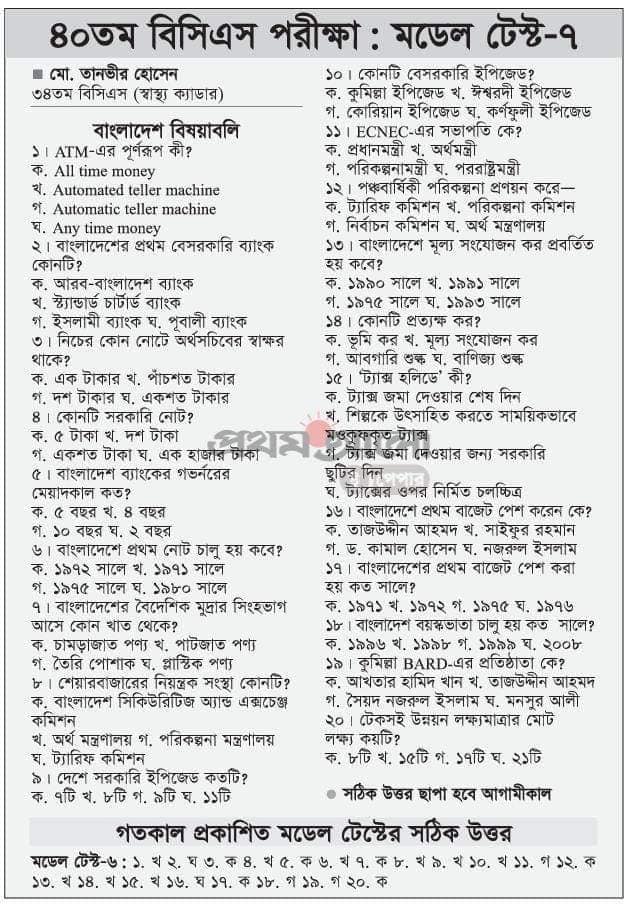 ৪০তম বিসিএস পরীক্ষা : মডেল টেস্ট-৭
■ মো. তানভীর হোসেন
৩৪তম বিসিএস (স্বাস্থ্য ক্যাডার)
বাংলাদেশ বিষয়াবলি
১। ATM-এর পূর্ণরূপ কী?
ক. All time money
খ. Automated teller machine
গ. Automatic teller machine
ঘ. Any time money
২। বাংলাদেশের প্রথম বেসরকারি ব্যাংক
কোনটি?
ক. আরব-বাংলাদেশ ব্যাংক
খ. স্ট্যান্ডার্ড চার্টার্ড ব্যাংক
গ. ইসলামী ব্যাংক ঘ. পূবালী ব্যাংক
৩। নিচের কোন নোটে অর্থসচিবের স্বাক্ষর
থাকে?
ক. এক টাকার খ. পাঁচশত টাকার
গ. দশ টাকার ঘ. একশত টাকার
৪। কোনটি সরকারি নোট?
ক. ৫ টাকা খ. দশ টাকা
গ. একশত টাকা ঘ. এক হাজার টাকা
৫। বাংলাদেশ ব্যাংকের গভর্নরের
মেয়াদকাল কত?
ক. ৫ বছর খ. ৪ বছর
গ. ১০ বছর ঘ. ২ বছর
৬। বাংলাদেশে প্রথম নোট চালু হয় কবে?
ক. ১৯৭২ সালে খ. ১৯৭১ সালে
গ. ১৯৭৫ সালে ঘ. ১৯৮০ সালে
৭। বাংলাদেশের বৈদেশিক মুদ্রার সিংহভাগ
আসে কোন খাত থেকে?
ক. চামড়াজাত পণ্য খ. পাটজাত পণ্য
গ. তৈরি পোশাক ঘ. প্লাস্টিক পণ্য
৮। শেয়ারবাজারের নিয়ন্ত্রক সংস্থা কোনটি?
ক. বাংলাদেশ সিকিউরিটিজ অ্যান্ড এক্সচেঞ্জ
কমিশন
খ. অর্থ মন্ত্রণালয় গ. পরিকল্পনা মন্ত্রণালয়
ঘ. ট্যারিফ কমিশন
৯। দেশে সরকারি ইপিজেড কতটি?
ক. ৭টি খ. ৮টি গ. ৯টি ঘ. ১১টি
১০। কোনটি বেসরকারি ইপিজেড?
ক. কুমিল্লা ইপিজেড খ. ঈশ্বরদী ইপিজেড
গ. কোরিয়ান ইপিজেড ঘ. কর্ণফুলী ইপিজেড
১১। ECNEC-এর সভাপতি কে?
ক. প্রধানমন্ত্রী খ. অর্থমন্ত্রী
গ. পরিকল্পনামন্ত্রী ঘ. পররাষ্ট্রমন্ত্রী
১২। পঞ্চবার্ষিকী পরিকল্পনা প্রণয়ন করে—
ক. ট্যারিফ কমিশন খ. পরিকল্পনা কমিশন
গ. নির্বাচন কমিশন ঘ. অর্থ মন্ত্রণালয়
১৩। বাংলাদেশে মূল্য সংযোজন কর প্রবর্তিত
হয় কবে?
ক. ১৯৯০ সালে খ. ১৯৯১ সালে
গ. ১৯৭৫ সালে ঘ. ১৯৯৩ সালে
১৪। কোনটি প্রত্যক্ষ কর?
ক. ভূমি কর খ. মূল্য সংযোজন কর
গ. আবগারি শুল্ক ঘ. বাণিজ্য শুল্ক
১৫। ‘ট্যাক্স হলিডে’ কী?
ক. ট্যাক্স জমা দেওয়ার শেষ দিন
খ. শিল্পকে উৎসাহিত করতে সাময়িকভাবে
মওকুফকৃত ট্যাক্স
গ. ট্যাক্স জমা দেওয়ার জন্য সরকারি
ছুটির দিন
ঘ. ট্যাক্সের ওপর নির্মিত চলচ্চিত্র
১৬। বাংলাদেশে প্রথম বাজেট পেশ করেন কে?
ক. তাজউদ্দীন আহমদ খ. সাইফুর রহমান
গ. ড. কামাল হোসেন ঘ. নজরুল ইসলাম
১৭। বাংলাদেশের প্রথম বাজেট পেশ করা
হয় কত সালে?
ক. ১৯৭১ খ. ১৯৭২ গ. ১৯৭৫ ঘ. ১৯৭৬
১৮। বাংলাদেশ বয়স্কভাতা চালু হয় কত সালে?
ক. ১৯৯৬ খ. ১৯৯৮ গ. ১৯৯৯ ঘ. ২০০৮
১৯। কুমিল্লা BARD-এর প্রতিষ্ঠাতা কে?
ক. আখতার হামিদ খান খ. তাজউদ্দীন আহমদ
গ. সৈয়দ নজরুল ইসলাম ঘ. মনসুর আলী
২০। টেকসই উন্নয়ন লক্ষ্যমাত্রার মোট
লক্ষ্য কয়টি?
ক. ৮টি খ. ১৫টি গ. ১৭টি ঘ. ২১টি
● সঠিক উত্তর ছাপা হবে আগামীকাল
প্রথম আলো
ই পেপার
গতকাল প্রকাশিত মডেল টেস্টের সঠিক উত্তর
মডেল টেস্ট-৬ : ১. খ ২. ঘ ৩. ক ৪. খ ৫. ক ৬. খ ৭. ক ৮. খ ৯. খ ১০. খ ১১. গ ১২. ক
১৩. খ ১৪. খ ১৫. খ ১৬. ঘ ১৭. ক ১৮. গ ১৯. গ ২০. ক